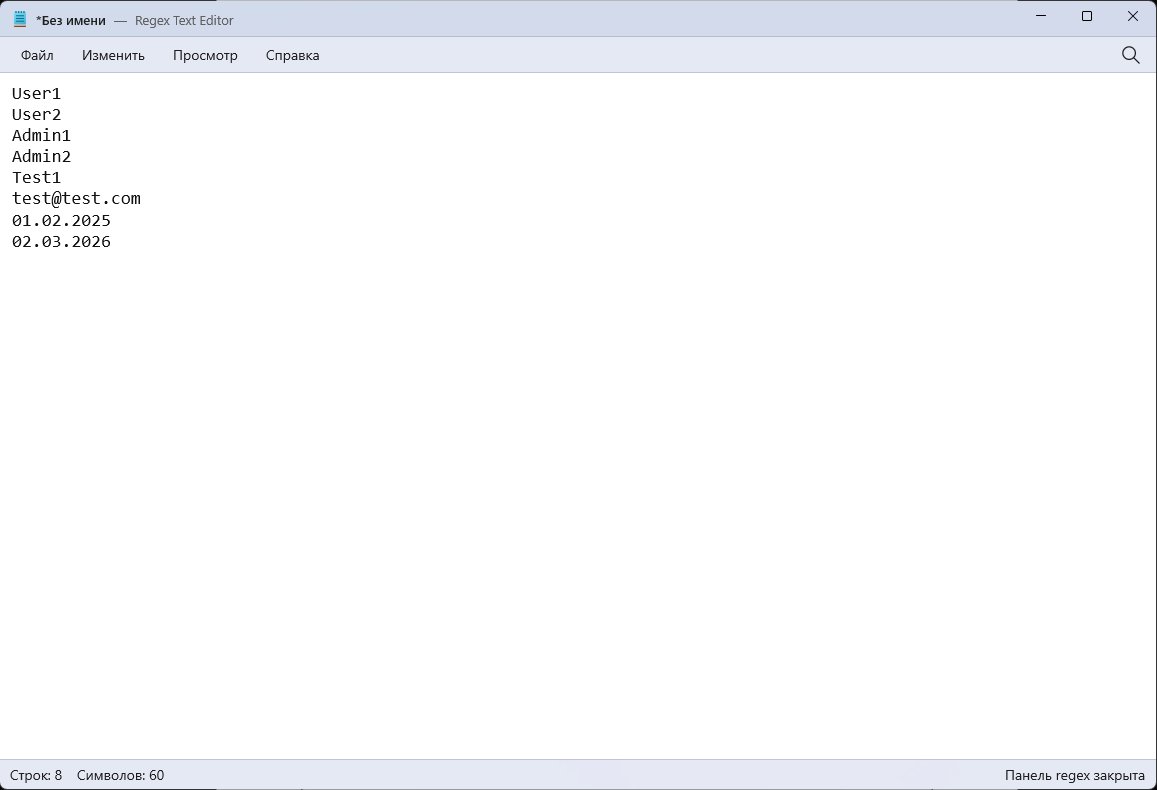 *Без имени — Regex Text Editor
Файл Изменить Просмотр Справка
User1
User2
Admin1
Admin2
Test1
test@test.com
01.02.2025
02.03.2026
Строк: 8 Символов: 60 Панель regex закрыта